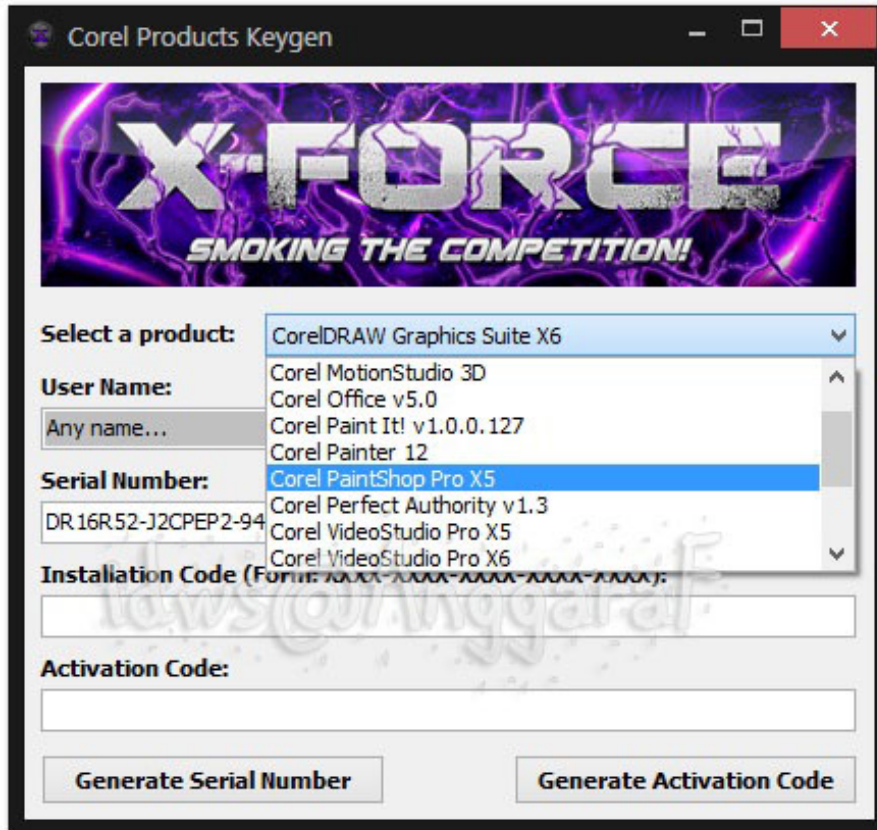 Corel Products Keygen
X-FORCE
SMOKING THE COMPETITION!
Select a product:
CorelDRAW Graphics Suite X6
Corel MotionStudio 3D
Corel Office v5.0
Corel Paint It! v1.0.0.127
Corel Painter 12
Corel PaintShop Pro X5
Corel Perfect Authority v1.3
Corel VideoStudio Pro X5
Corel VideoStudio Pro X6
User Name:
Any name...
Serial Number:
DR16R52-J2CPEP2-94
Installation Code (Form: XXXX-XXXX-XXXX-XXXX-XXXX):
idws@AnggaraF
Activation Code:
Generate Serial Number
Generate Activation Code